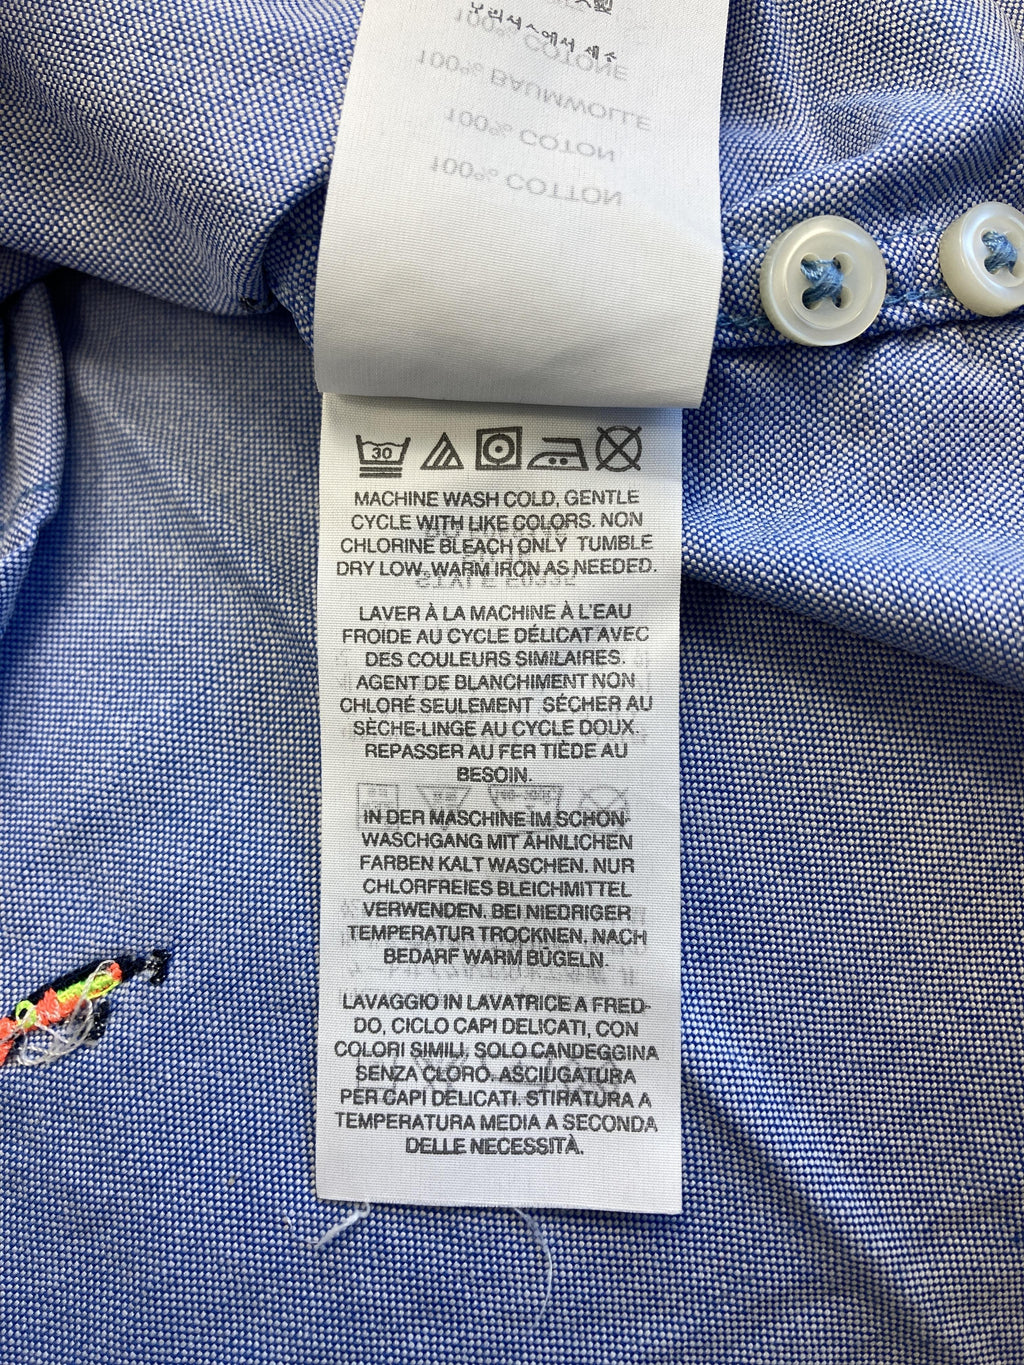 100% COTONE
100% BAUMWOLLE
100% COTON
100% COTTON
30
MACHINE WASH COLD, GENTLE
CYCLE WITH LIKE COLORS. NON
CHLORINE BLEACH ONLY TUMBLE
DRY LOW, WARM IRON AS NEEDED.
LAVER À LA MACHINE À L'EAU
FROIDE AU CYCLE DÉLICAT AVEC
DES COULEURS SIMILAIRES.
AGENT DE BLANCHIMENT NON
CHLORÉ SEULEMENT SÉCHER AU
SÈCHE-LINGE AU CYCLE DOUX.
REPASSER AU FER TIÈDE AU
BESOIN.
IN DER MASCHINE IM SCHON-
WASCHGANG MIT ÄHNLICHEN
FARBEN KALT WASCHEN. NUR
CHLORFREIES BLEICHMITTEL
VERWENDEN. BEI NIEDRIGER
TEMPERATUR TROCKNEN. NACH
BEDARF WARM BÜGELN.
LAVAGGIO IN LAVATRICE A FRED-
DO, CICLO CAPI DELICATI, CON
COLORI SIMILI, SOLO CANDEGGINA
SENZA CLORO. ASCIUGATURA
PER CAPI DELICATI. STIRATURA A
TEMPERATURA MEDIA A SECONDA
DELLE NECESSITÀ.